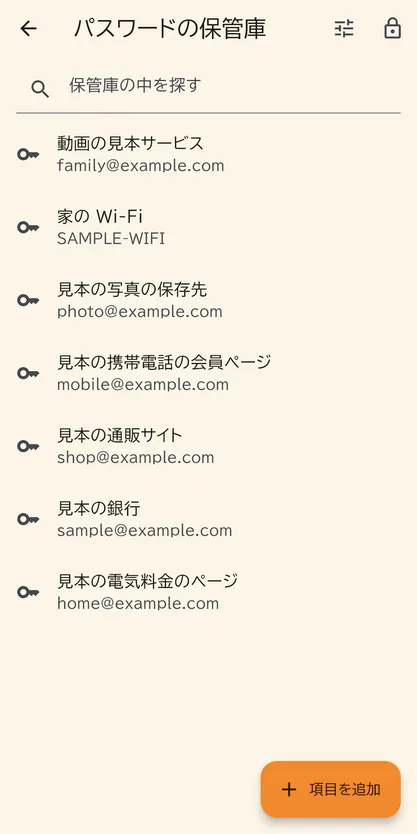 パスワードの保管庫
保管庫の中を探す
動画の見本サービス
family@example.com
家の Wi-Fi
SAMPLE-WIFI
見本の写真の保存先
photo@example.com
見本の携帯電話の会員ページ
mobile@example.com
見本の通販サイト
shop@example.com
見本の銀行
sample@example.com
見本の電気料金のページ
home@example.com
項目を追加